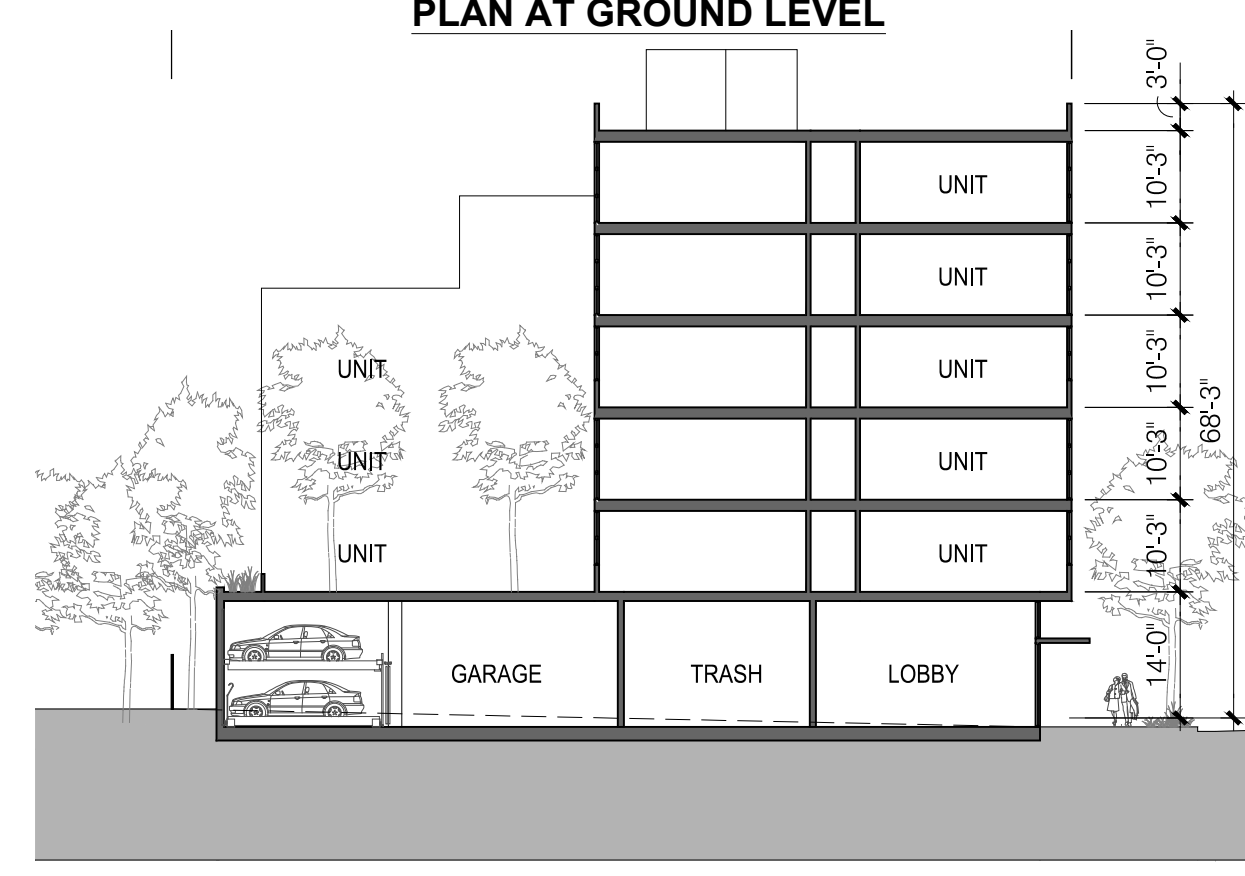 PLAN AT GROUND LEVEL
3'-0"
UNIT
10'-3"
UNIT
10'-3"
UNIT
UNIT
10'-3"
68'-3"
UNIT
UNIT
10'-3"
UNIT
UNIT
10'-3"
GARAGE
TRASH
LOBBY
14'-0"